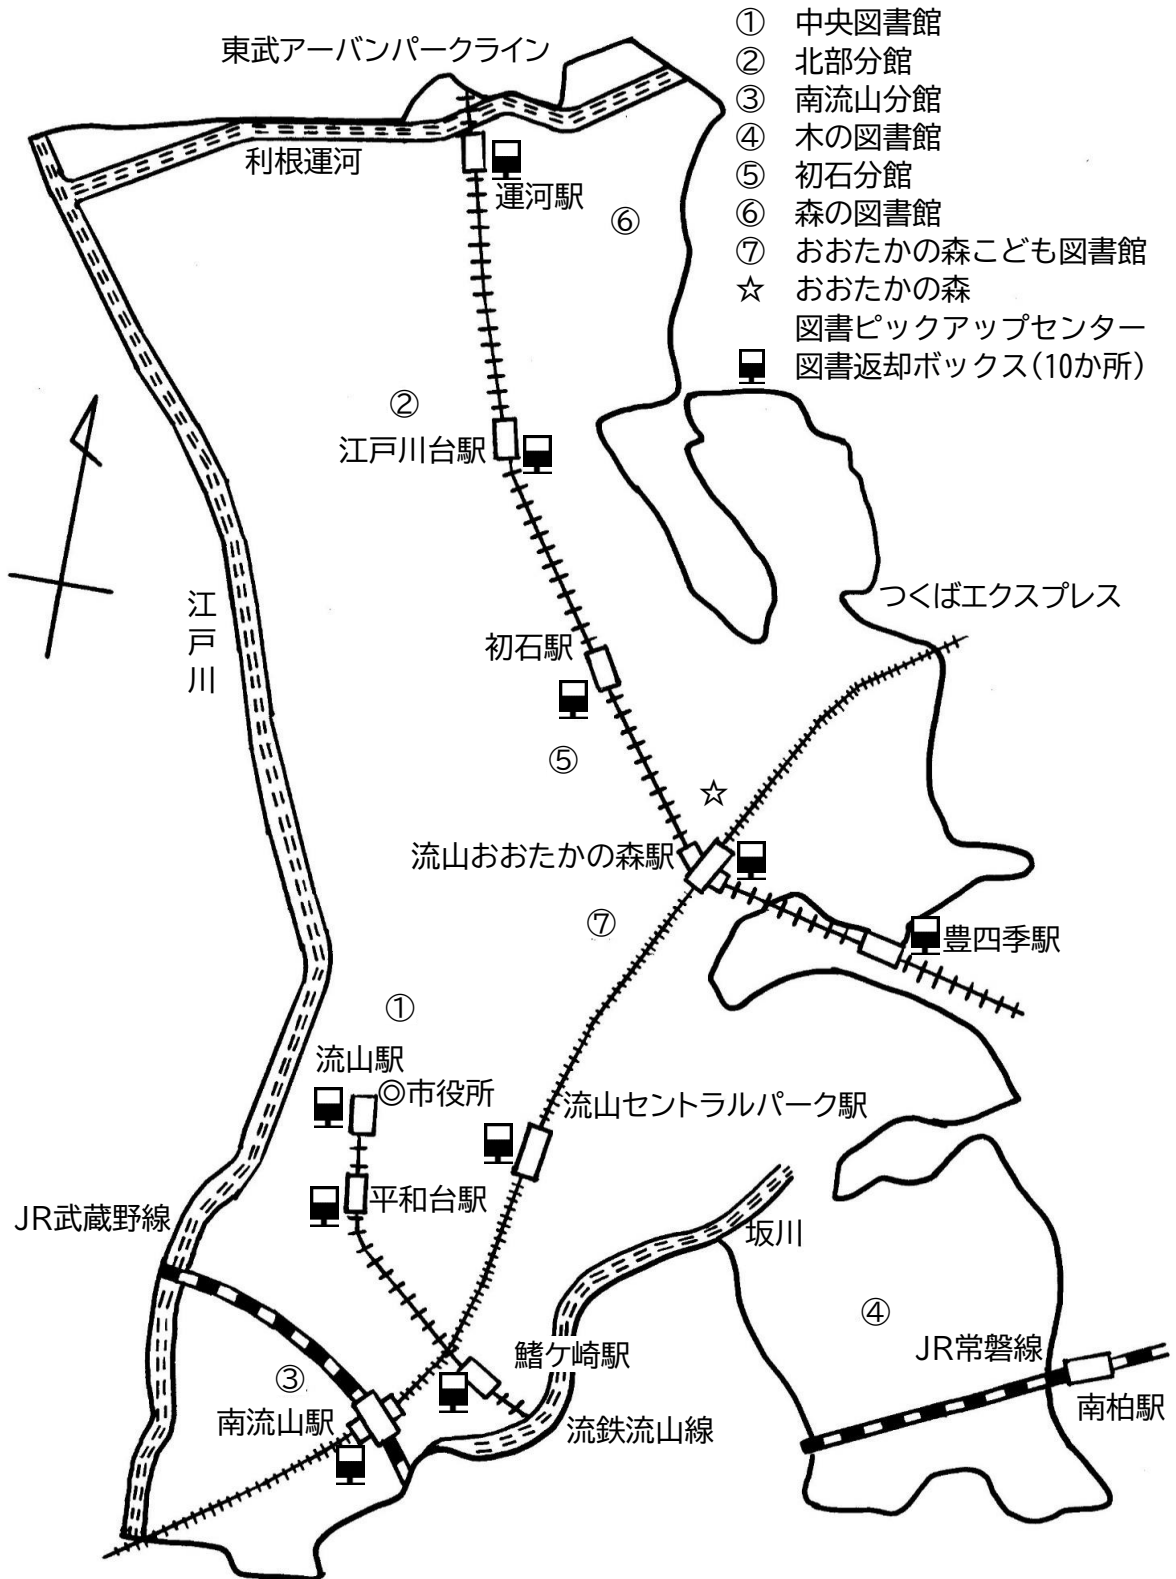 ① 中央図書館
② 北部分館
③ 南流山分館
④ 木の図書館
⑤ 初石分館
⑥ 森の図書館
⑦ おおたかの森こども図書館
☆ おおたかの森
図書ピックアップセンター
図書返却ボックス(10か所)
東武アーバンパークライン
利根運河
運河駅
⑥
②
江戸川台駅
つくばエクスプレス
江戸川
初石駅
⑤
☆
流山おおたかの森駅
⑦
豊四季駅
①
流山駅
◎市役所
流山セントラルパーク駅
平和台駅
JR武蔵野線
坂川
④
JR常磐線
鰭ケ崎駅
③
南流山駅
南柏駅
流鉄流山線